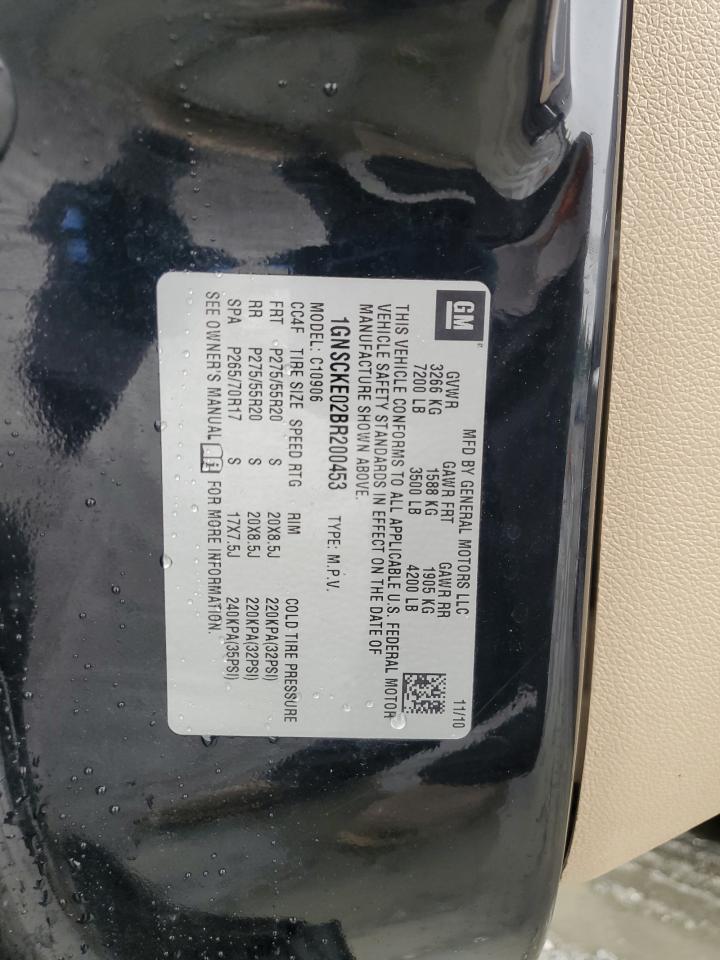 GM
MFD BY GENERAL MOTORS LLC 11/10
GVWR GAWR FRT GAWR RR
3266 KG 1588 KG 1905 KG
7200 LB 3500 LB 4200 LB
THIS VEHICLE CONFORMS TO ALL APPLICABLE U.S. FEDERAL MOTOR
VEHICLE SAFETY STANDARDS IN EFFECT ON THE DATE OF
MANUFACTURE SHOWN ABOVE.
1GNSCKE02BR200453 TYPE: M.P.V.
MODEL: C10906
CC4F TIRE SIZE SPEED RTG RIM COLD TIRE PRESSURE
FRT P275/55R20 S 20X8.5J 220KPA(32PSI)
RR P275/55R20 S 20X8.5J 220KPA(32PSI)
SPA P265/70R17 S 17X7.5J 240KPA(35PSI)
SEE OWNER'S MANUAL FOR MORE INFORMATION.